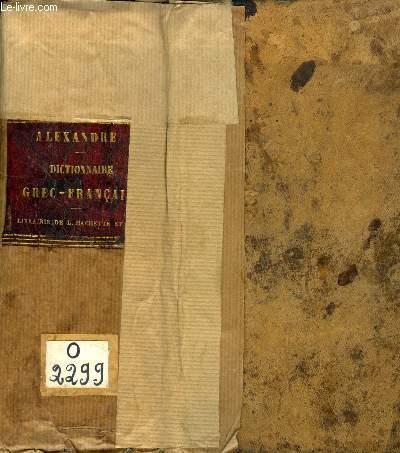 Le-livre.com
ALEXANDRE
DICTIONNAIRE
GREC-FRANÇAI
LIBRAIRIE DE L. HACHETTE ET
O
2299